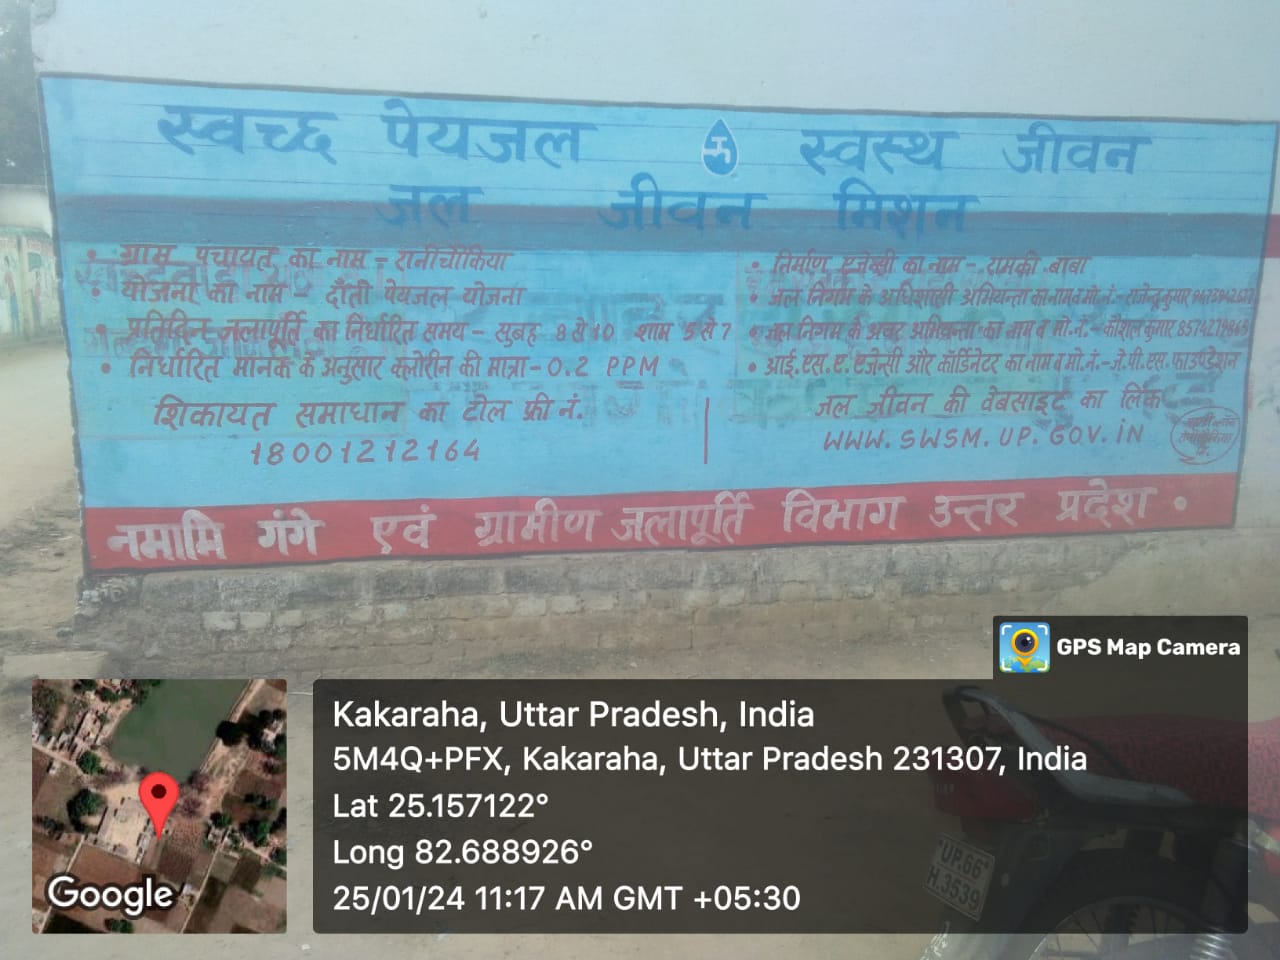 स्वच्छ पेयजल स्वस्थ जीवन
जल जीवन मिशन
• ग्राम पंचायत का नाम - रानीचौकिया
• योजना का नाम - दाँती पेयजल योजना
• प्रतिदिन जलापूर्ति का निर्धारित समय - सुबह 8 से 10 शाम 5 से 7
• निर्धारित मानक के अनुसार क्लोरीन की मात्रा - 0.2 PPM
शिकायत समाधान का टोल फ्री नं.
18001212164
• निर्माण एजेन्सी का नाम - रामकी बाबा
• जल निगम के अधिशासी अभियन्ता का नाम व मो.नं.- राजेन्द्र कुमार
• जल निगम के अवर अभियन्ता का नाम व मो.नं.- कौशल कुमार
• आई.एस.ए. एजेन्सी और कॉर्डिनेटर का नाम व मो.नं.- जे.पी.एस. फाउण्डेशन
जल जीवन की वेबसाइट का लिंक
WWW.SWSM.UP.GOV.IN
नमामि गंगे एवं ग्रामीण जलापूर्ति विभाग उत्तर प्रदेश •
GPS Map Camera
Kakaraha, Uttar Pradesh, India
5M4Q+PFX, Kakaraha, Uttar Pradesh 231307, India
Lat 25.157122°
Long 82.688926°
25/01/24 11:17 AM GMT +05:30
Google
UP.66
H.3539